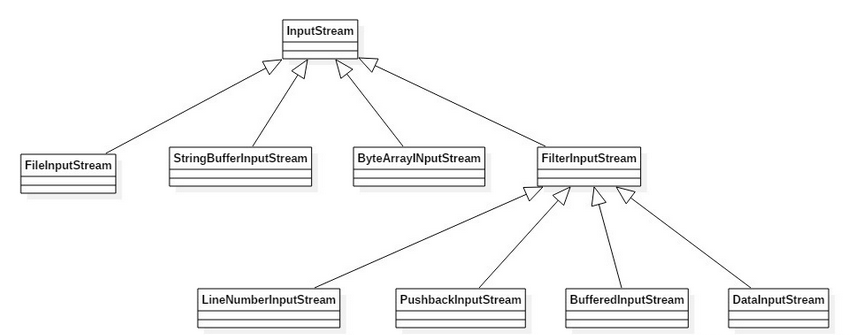 InputStream
FileInputStream
StringBufferInputStream
ByteArrayINputStream
FilterInputStream
LineNumberInputStream
PushbackInputStream
BufferedInputStream
DataInputStream